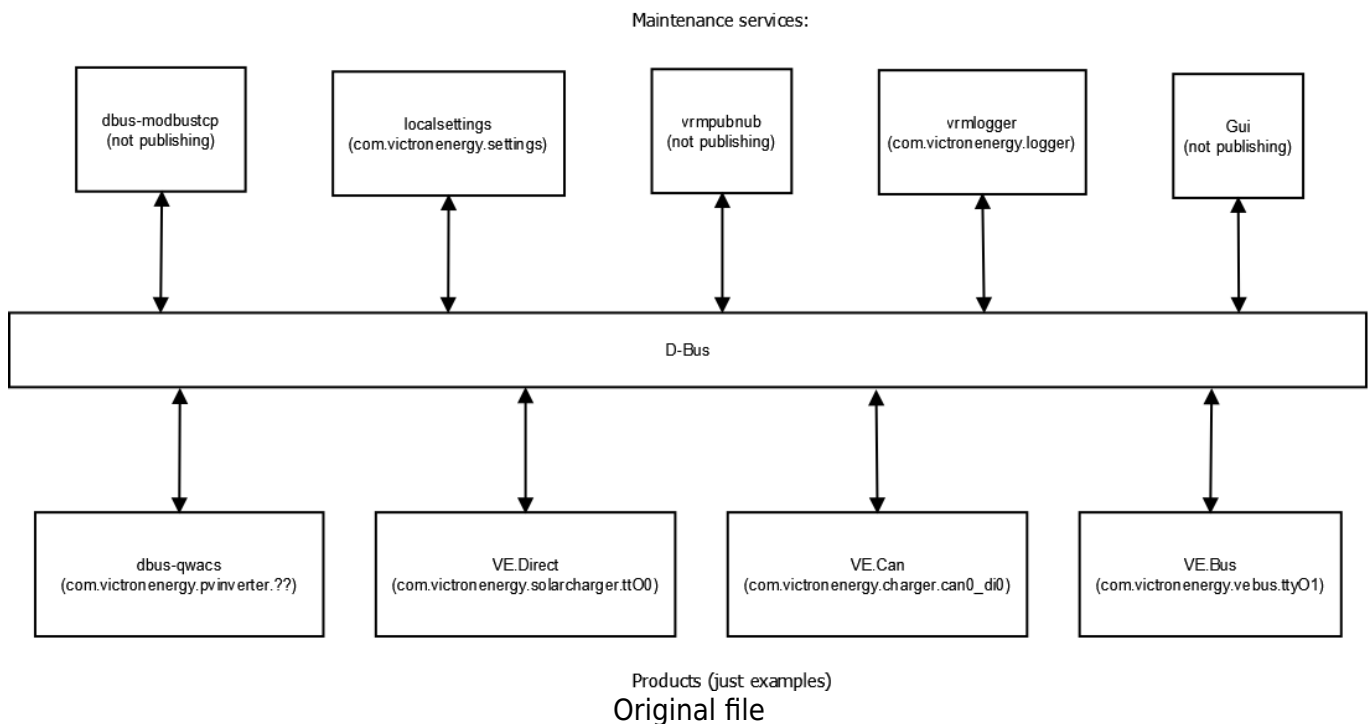 Maintenance services:
dbus-modbustcp
(not publishing)
localsettings
(com.victronenergy.settings)
vrmpubnub
(not publishing)
vrmlogger
(com.victronenergy.logger)
Gui
(not publishing)
D-Bus
dbus-qwacs
(com.victronenergy.pvinverter.??)
VE.Direct
(com.victronenergy.solarcharger.ttO0)
VE.Can
(com.victronenergy.charger.can0_di0)
VE.Bus
(com.victronenergy.vebus.ttyO1)
Products (just examples)
Original file